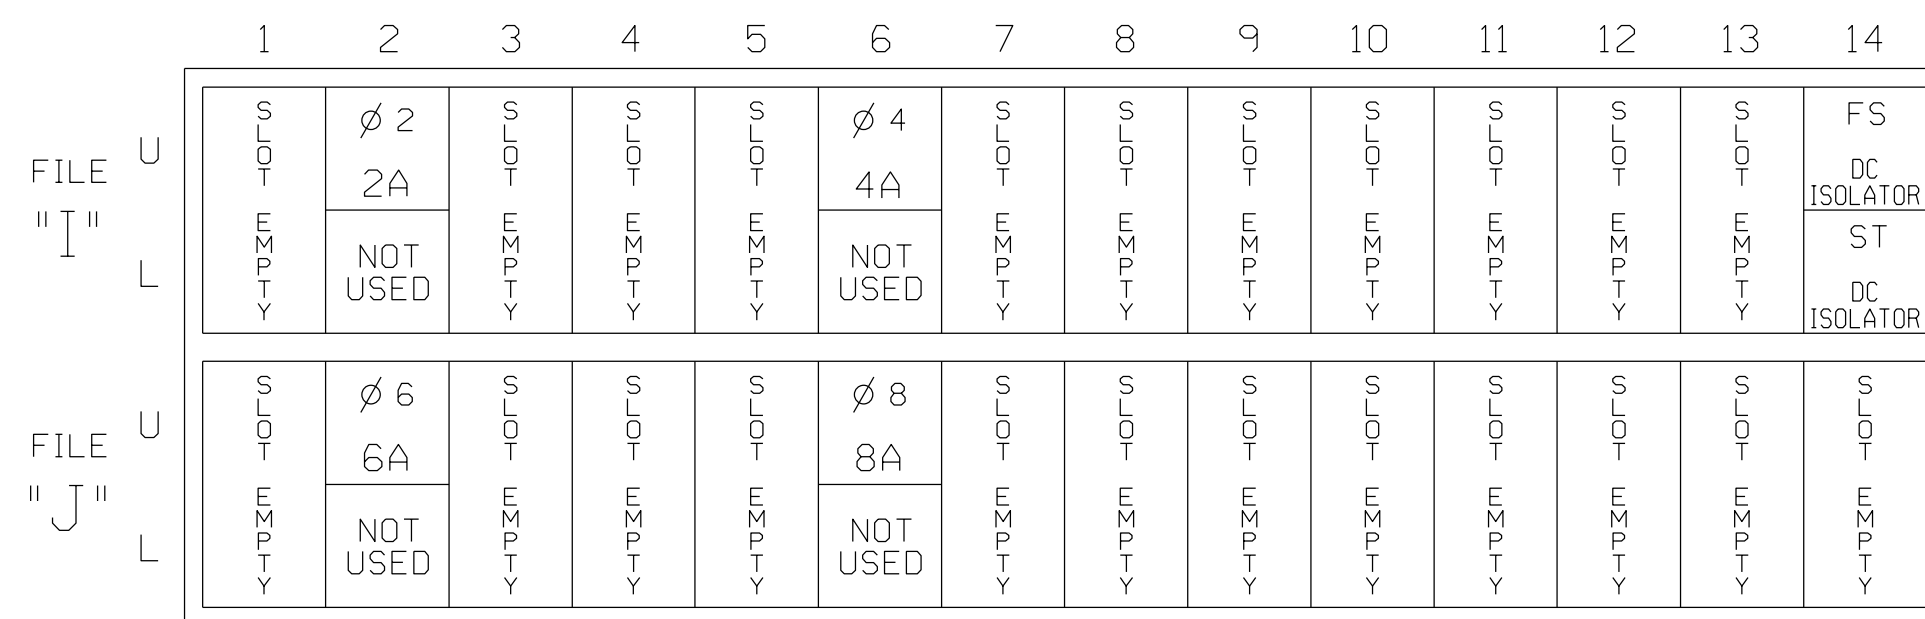 1 2 3 4 5 6 7 8 9 10 11 12 13 14
FILE "I"
U
L
SLOT EMPTY
Ø 2
2A
NOT
USED
SLOT EMPTY
SLOT EMPTY
SLOT EMPTY
Ø 4
4A
NOT
USED
SLOT EMPTY
SLOT EMPTY
SLOT EMPTY
SLOT EMPTY
SLOT EMPTY
SLOT EMPTY
SLOT EMPTY
FS
DC
ISOLATOR
ST
DC
ISOLATOR
FILE "J"
U
L
SLOT EMPTY
Ø 6
6A
NOT
USED
SLOT EMPTY
SLOT EMPTY
SLOT EMPTY
Ø 8
8A
NOT
USED
SLOT EMPTY
SLOT EMPTY
SLOT EMPTY
SLOT EMPTY
SLOT EMPTY
SLOT EMPTY
SLOT EMPTY
SLOT EMPTY